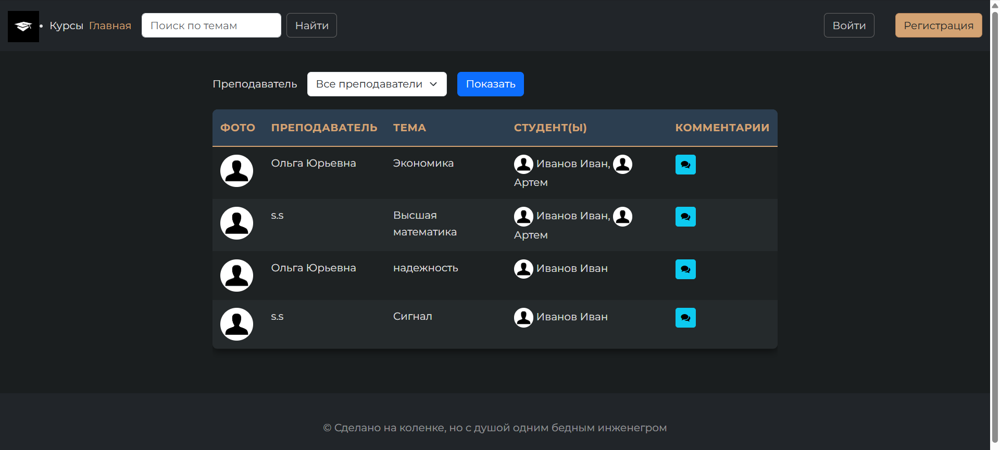 Курсы Главная Поиск по темам Найти Войти Регистрация
Преподаватель Все преподаватели Показать
ФОТО ПРЕПОДАВАТЕЛЬ ТЕМА СТУДЕНТ(Ы) КОММЕНТАРИИ
Ольга Юрьевна Экономика Иванов Иван,
Артем
s.s Высшая Иванов Иван,
математика Артем
Ольга Юрьевна надежность Иванов Иван
s.s Сигнал Иванов Иван
© Сделано на коленке, но с душой одним бедным инженегром